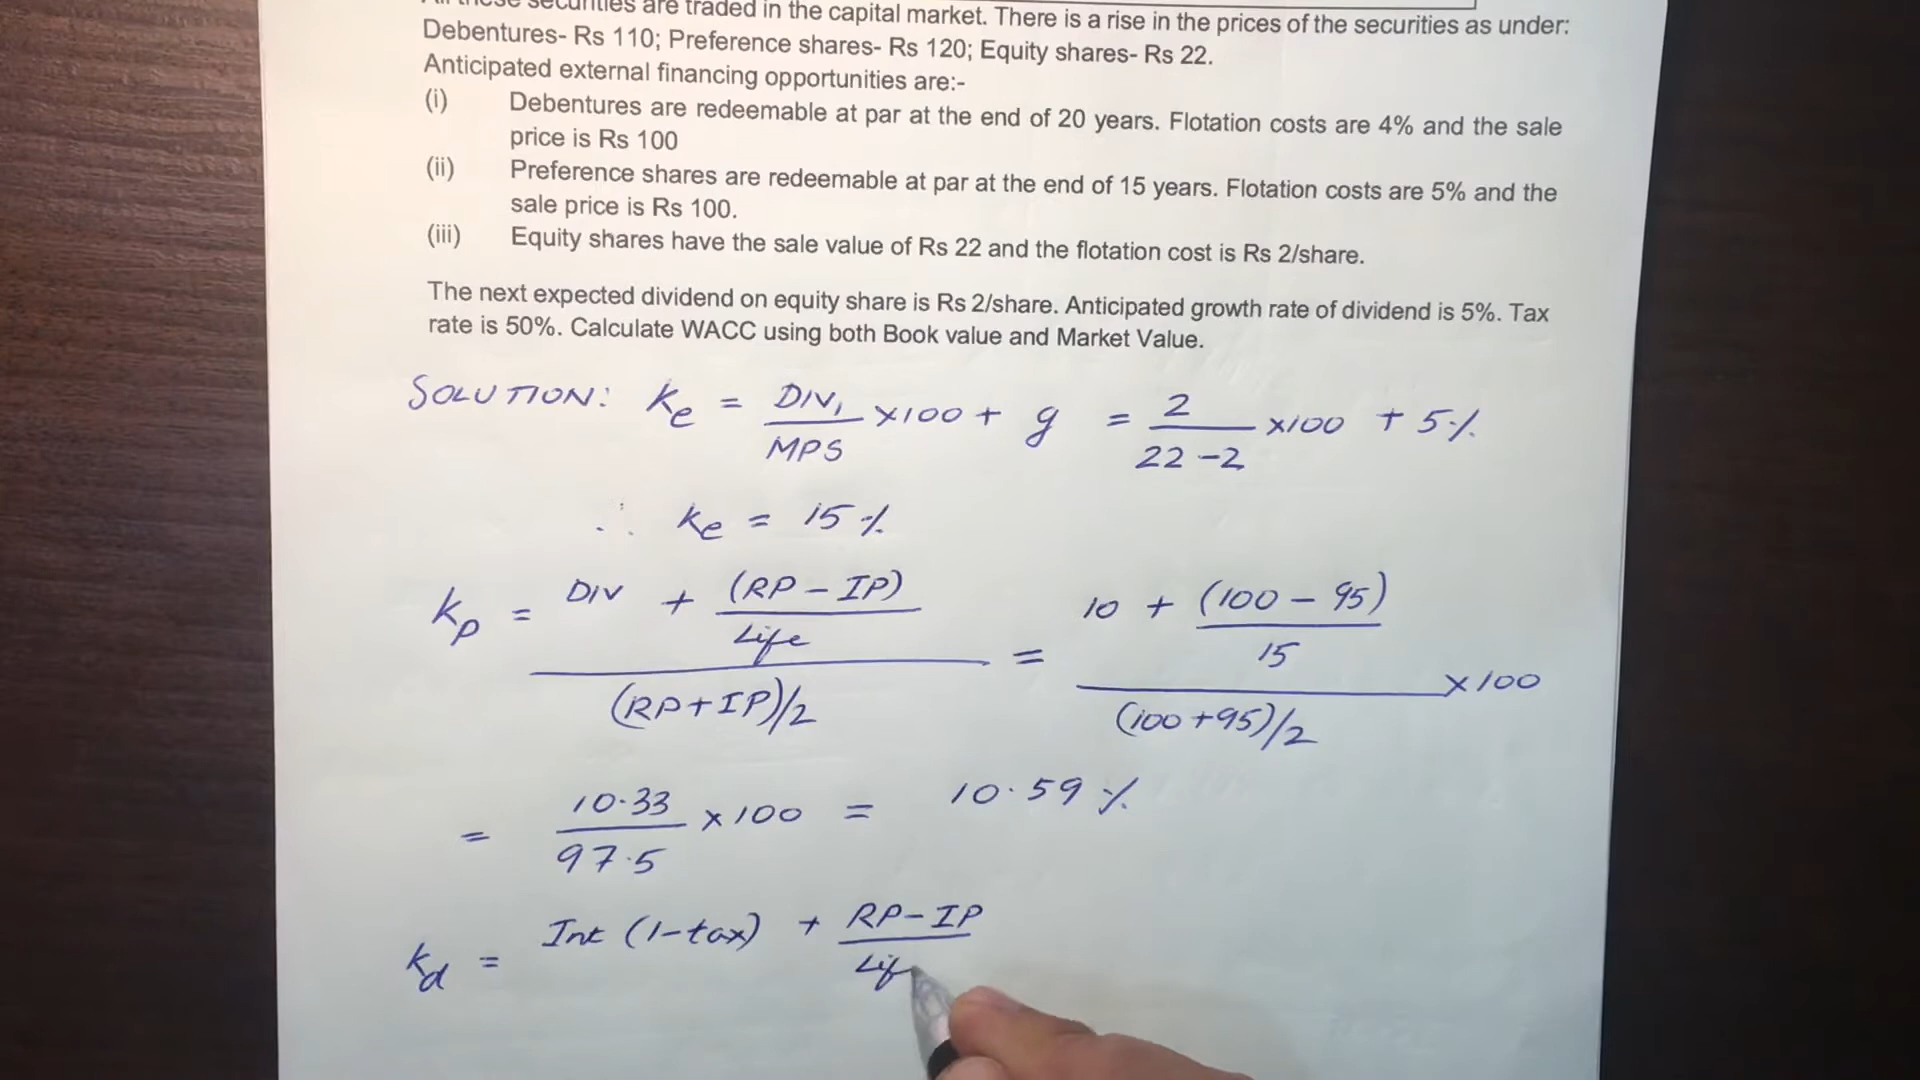 these securities are traded in the capital market. There is a rise in the prices of the securities as under:
Debentures- Rs 110; Preference shares- Rs 120; Equity shares- Rs 22.
Anticipated external financing opportunities are:-
(i) Debentures are redeemable at par at the end of 20 years. Flotation costs are 4% and the sale
price is Rs 100
(ii) Preference shares are redeemable at par at the end of 15 years. Flotation costs are 5% and the
sale price is Rs 100.
(iii) Equity shares have the sale value of Rs 22 and the flotation cost is Rs 2/share.
The next expected dividend on equity share is Rs 2/share. Anticipated growth rate of dividend is 5%. Tax
rate is 50%. Calculate WACC using both Book value and Market Value.
SOLUTION: Ke = DIV₁ / MPS ×100 + g = 2 / 22-2 ×100 + 5%
∴ Ke = 15%
Kp = DIV + (RP - IP) / Life / (RP+IP)/2 = 10 + (100 - 95) / 15 / (100+95)/2 ×100
= 10.33 / 97.5 ×100 = 10.59%
Kd = Int (1-tax) + RP-IP / Lif